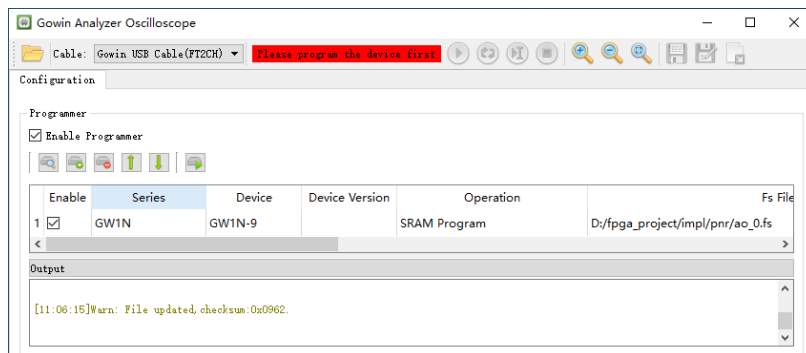 Gowin Analyzer Oscilloscope
Cable: Gowin USB Cable(FT2CH) Please program the device first
Configuration
Programmer
Enable Programmer
Enable Series Device Device Version Operation Fs File
1 GW1N GW1N-9 SRAM Program D:/fpga_project/impl/pnr/ao_0.fs
Output
[11:06:15]Warn: File updated,checksum:0x0962.